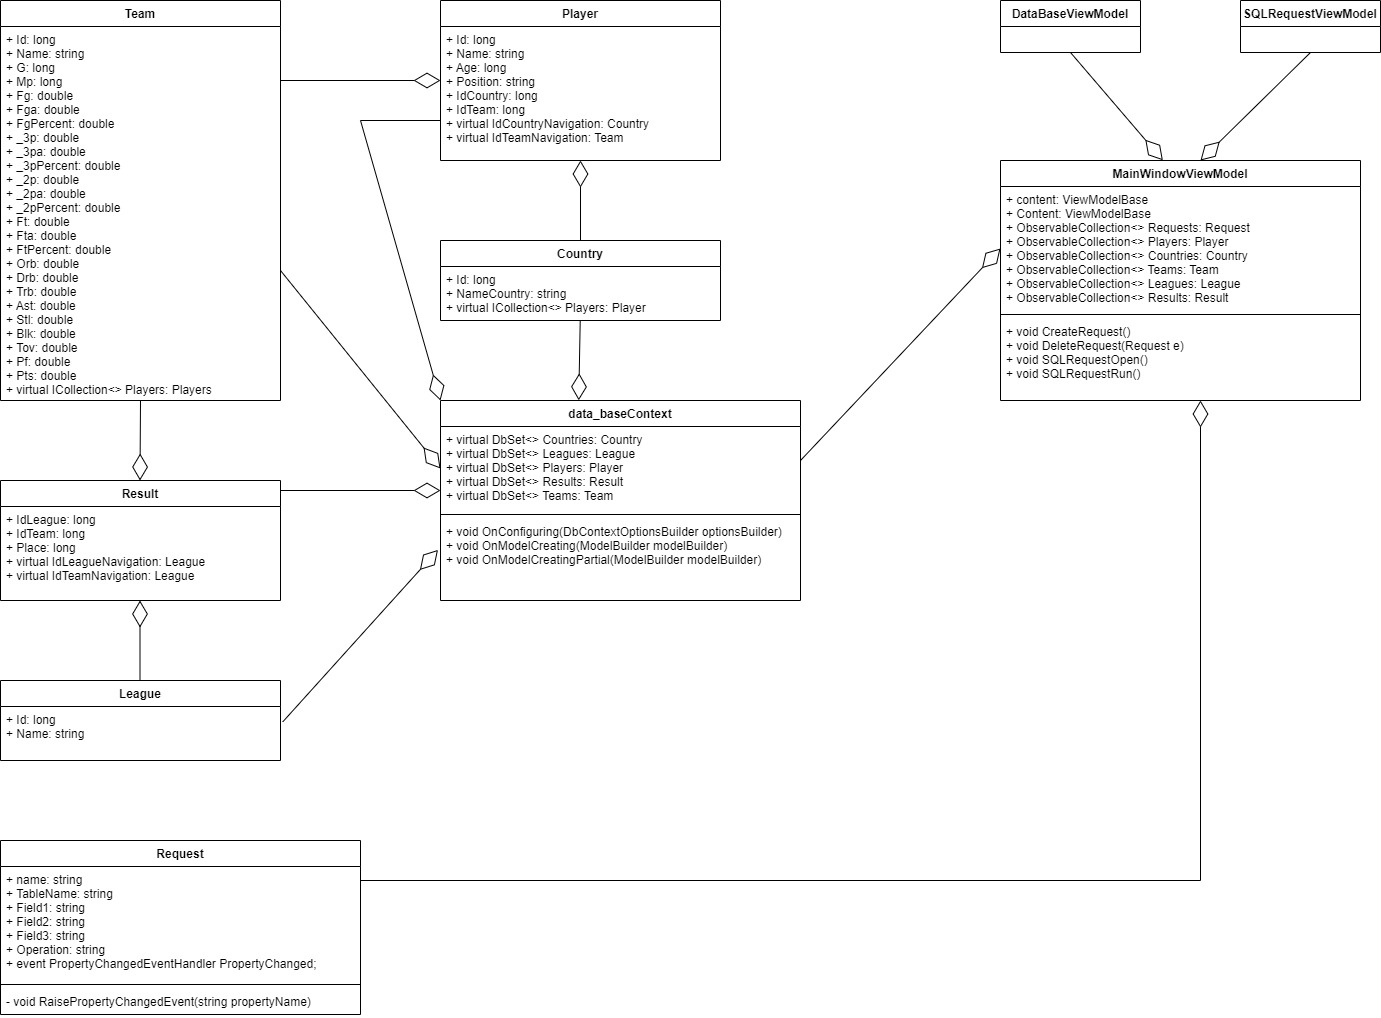 Team
+ Id: long
+ Name: string
+ G: long
+ Mp: long
+ Fg: double
+ Fga: double
+ FgPercent: double
+ _3p: double
+ _3pa: double
+ _3pPercent: double
+ _2p: double
+ _2pa: double
+ _2pPercent: double
+ Ft: double
+ Fta: double
+ FtPercent: double
+ Orb: double
+ Drb: double
+ Trb: double
+ Ast: double
+ Stl: double
+ Blk: double
+ Tov: double
+ Pf: double
+ Pts: double
+ virtual ICollection<> Players: Players
Player
+ Id: long
+ Name: string
+ Age: long
+ Position: string
+ IdCountry: long
+ IdTeam: long
+ virtual IdCountryNavigation: Country
+ virtual IdTeamNavigation: Team
DataBaseViewModel
SQLRequestViewModel
MainWindowViewModel
+ content: ViewModelBase
+ Content: ViewModelBase
+ ObservableCollection<> Requests: Request
+ ObservableCollection<> Players: Player
+ ObservableCollection<> Countries: Country
+ ObservableCollection<> Teams: Team
+ ObservableCollection<> Leagues: League
+ ObservableCollection<> Results: Result
+ void CreateRequest()
+ void DeleteRequest(Request e)
+ void SQLRequestOpen()
+ void SQLRequestRun()
Country
+ Id: long
+ NameCountry: string
+ virtual ICollection<> Players: Player
data_baseContext
+ virtual DbSet<> Countries: Country
+ virtual DbSet<> Leagues: League
+ virtual DbSet<> Players: Player
+ virtual DbSet<> Results: Result
+ virtual DbSet<> Teams: Team
+ void OnConfiguring(DbContextOptionsBuilder optionsBuilder)
+ void OnModelCreating(ModelBuilder modelBuilder)
+ void OnModelCreatingPartial(ModelBuilder modelBuilder)
Result
+ IdLeague: long
+ IdTeam: long
+ Place: long
+ virtual IdLeagueNavigation: League
+ virtual IdTeamNavigation: League
League
+ Id: long
+ Name: string
Request
+ name: string
+ TableName: string
+ Field1: string
+ Field2: string
+ Field3: string
+ Operation: string
+ event PropertyChangedEventHandler PropertyChanged;
- void RaisePropertyChangedEvent(string propertyName)